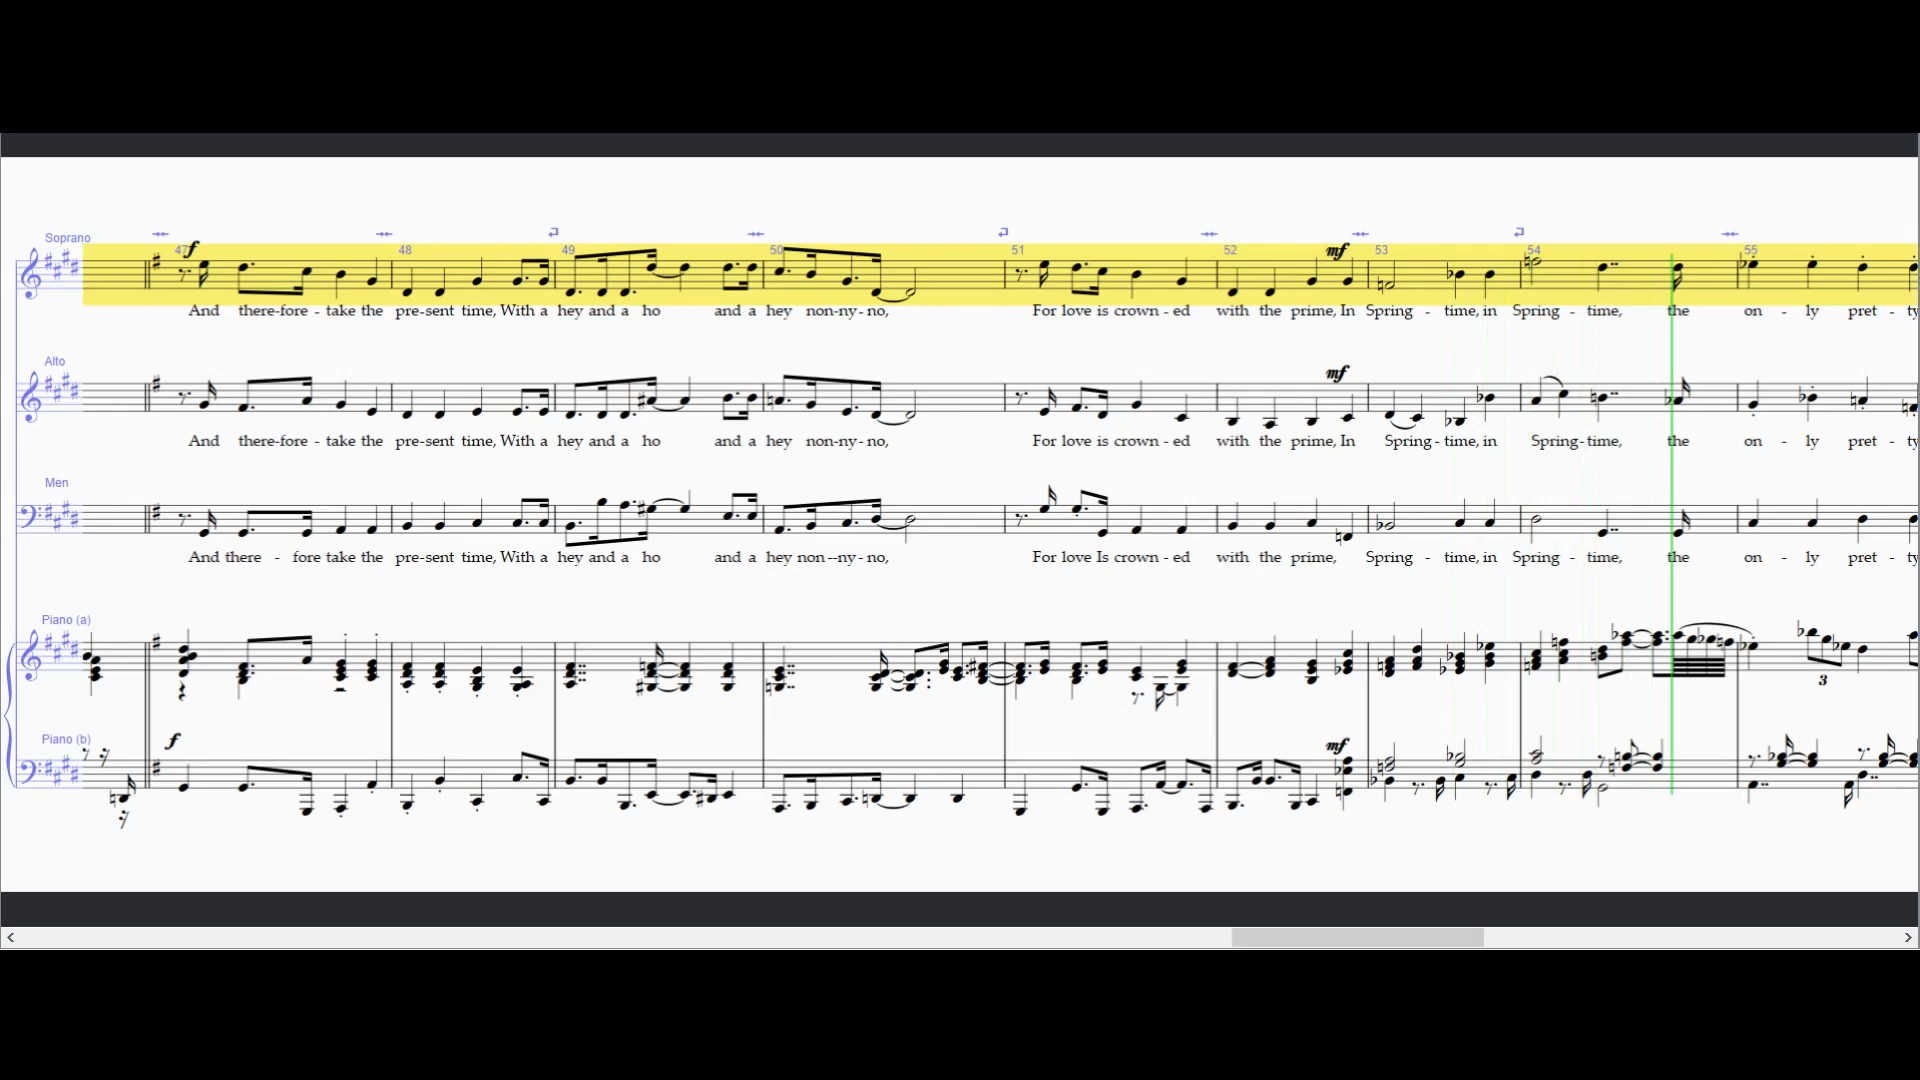 Soprano
47 48 49 50 51 52 53 54 55
f mf
And there-fore - take the pre-sent time, With a hey and a ho and a hey non-ny-no, For love is crown - ed with the prime, In Spring - time, in Spring - time, the on - ly pret - ty
Alto
mf
And there-fore - take the pre-sent time, With a hey and a ho and a hey non-ny-no, For love is crown - ed with the prime, In Spring - time, in Spring-time, the on - ly pret - ty
Men
And there - fore take the pre-sent time, With a hey and a ho and a hey non--ny-no, For love Is crown - ed with the prime, Spring - time, in Spring - time, the on - ly pret - ty
Piano (a)
3
Piano (b)
f mf